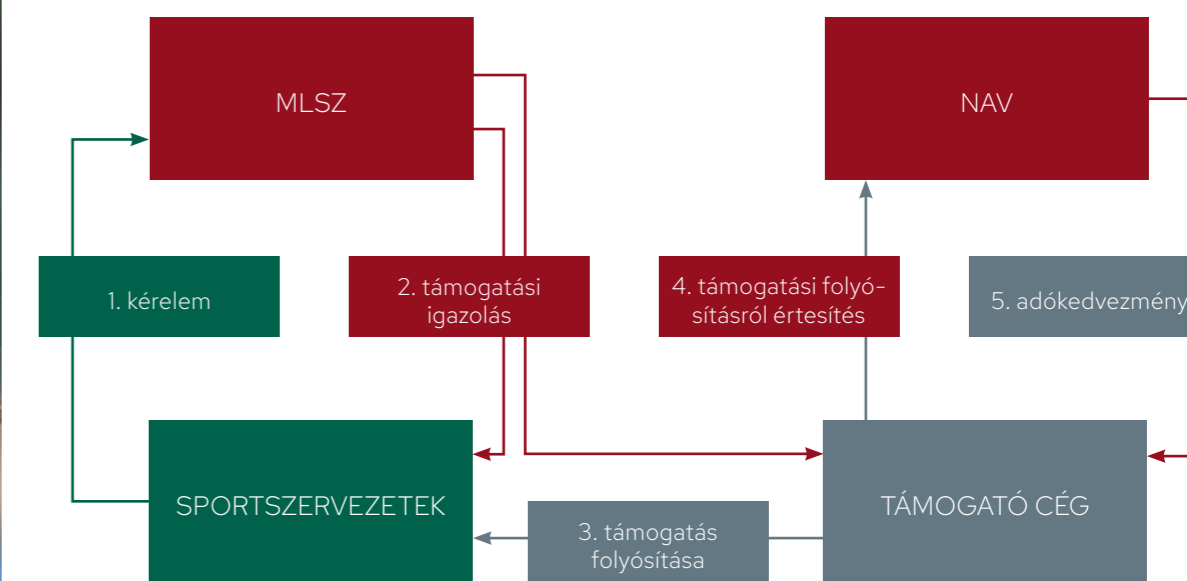 MLSZ
NAV
1. kérelem
2. támogatási
igazolás
4. támogatási folyó-
sításról értesítés
5. adókedvezmény
SPORTSZERVEZETEK
3. támogatás
folyósítása
TÁMOGATÓ CÉG